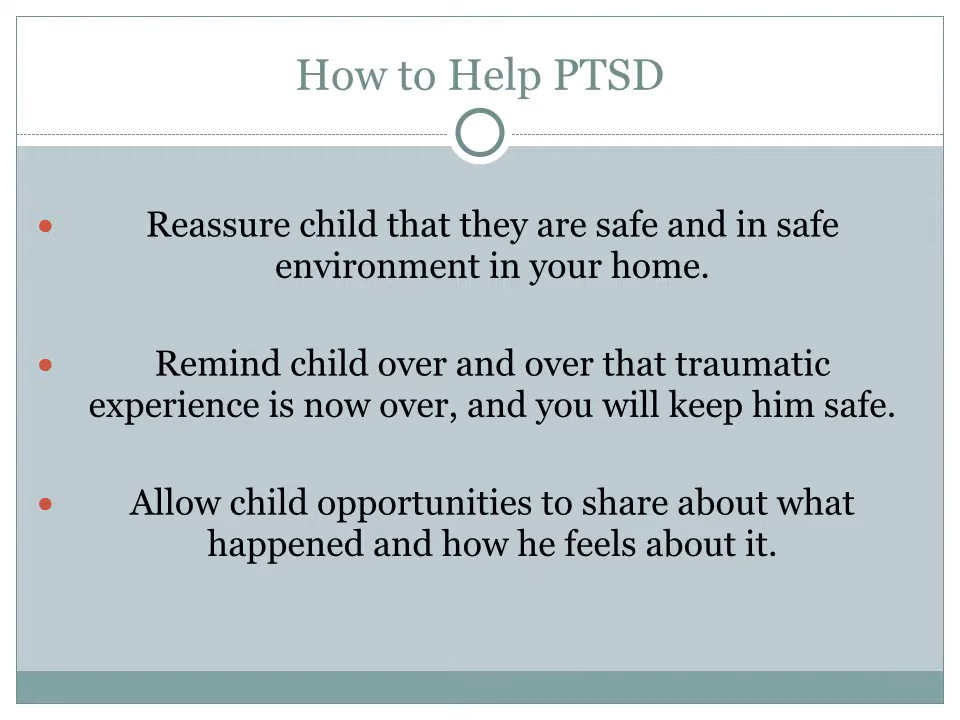 How to Help PTSD
• Reassure child that they are safe and in safe
environment in your home.
• Remind child over and over that traumatic
experience is now over, and you will keep him safe.
• Allow child opportunities to share about what
happened and how he feels about it.